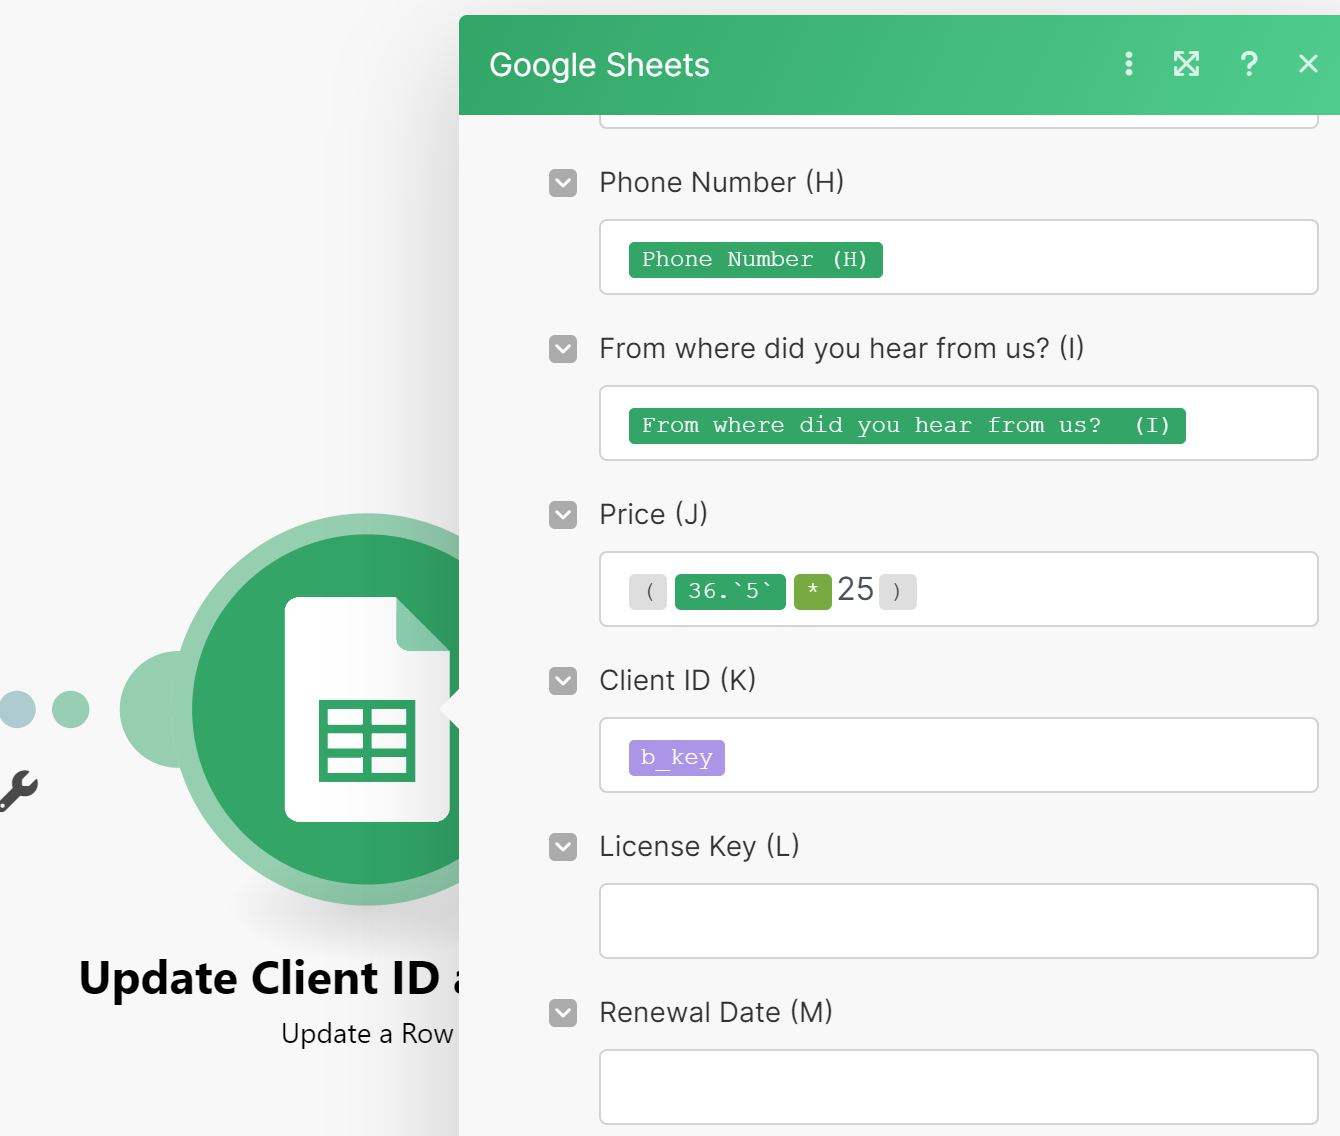 Google Sheets
Phone Number (H)
Phone Number (H)
From where did you hear from us? (I)
From where did you hear from us?  (I)
Price (J)
( 36.`5` * 25 )
Client ID (K)
b_key
License Key (L)
Renewal Date (M)
Update Client ID
Update a Row